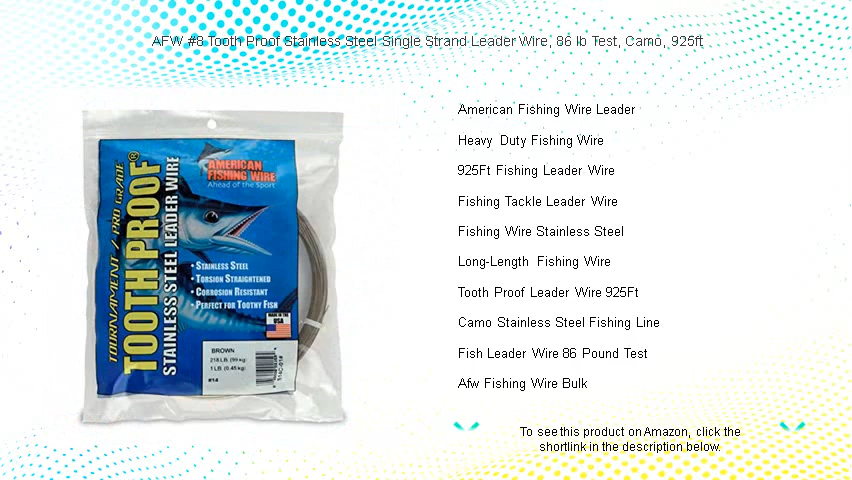 AFW #8 Tooth Proof Stainless Steel Single Strand Leader Wire, 86 lb Test, Camo, 925ft
American Fishing Wire Leader
Heavy Duty Fishing Wire
925Ft Fishing Leader Wire
Fishing Tackle Leader Wire
Fishing Wire Stainless Steel
Long-Length Fishing Wire
Tooth Proof Leader Wire 925Ft
Camo Stainless Steel Fishing Line
Fish Leader Wire 86 Pound Test
Afw Fishing Wire Bulk
To see this product on Amazon, click the
shortlink in the description below.
TOURNAMENT / PRO GRADE
TOOTH PROOF®
STAINLESS STEEL LEADER WIRE
AMERICAN
FISHING WIRE
Ahead of the Sport
• STAINLESS STEEL
• TORSION STRAIGHTENED
• CORROSION RESISTANT
• PERFECT FOR TOOTHY FISH
MADE IN THE
USA
BROWN
218 LB. (99 kg)
1 LB. (0.45 kg)
#14